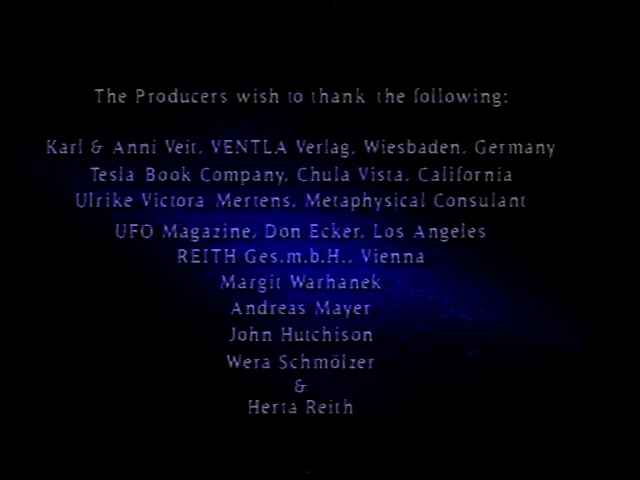 The Producers wish to thank the following:
Karl & Anni Veit, VENTLA Verlag, Wiesbaden, Germany
Tesla Book Company, Chula Vista, California
Ulrike Victora Mertens, Metaphysical Consulant
UFO Magazine, Don Ecker, Los Angeles
REITH Ges.m.b.H., Vienna
Margit Warhanek
Andreas Mayer
John Hutchison
Wera Schmölzer
&
Herta Reith